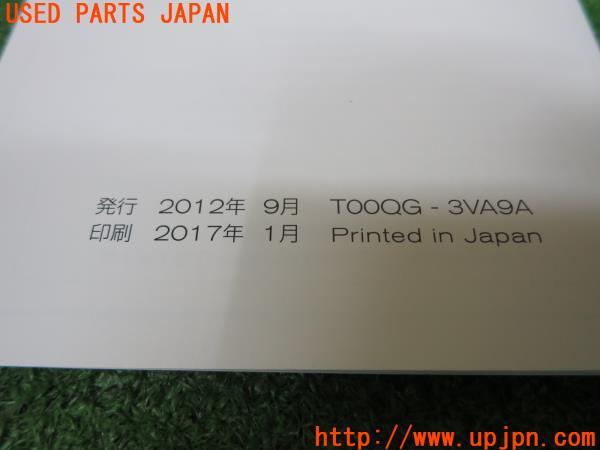 USED PARTS JAPAN
発行 2012年 9月 T00QG - 3VA9A
印刷 2017年 1月 Printed in Japan
http://www.upjpn.com/